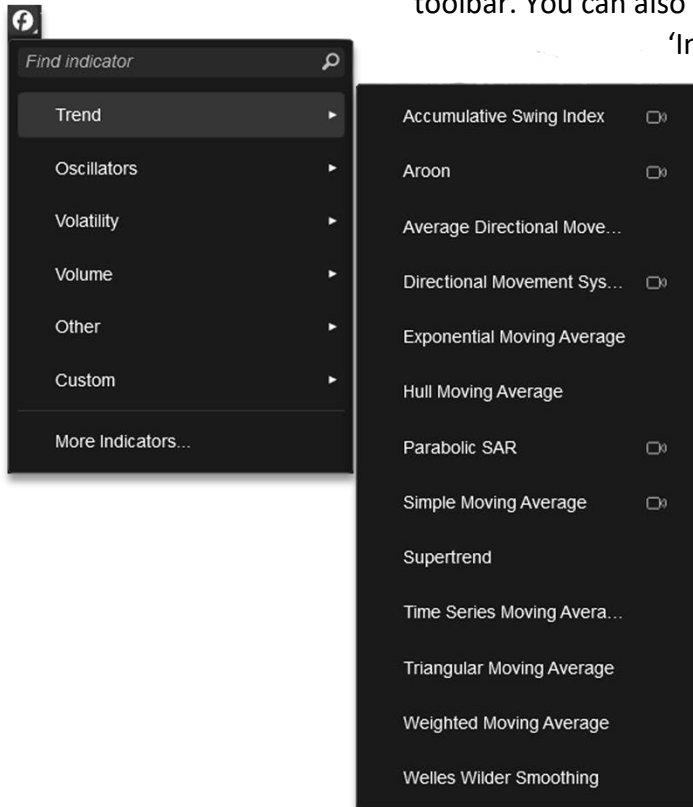 toolbar. You can also
‘In
Find indicator
Trend
Oscillators
Volatility
Volume
Other
Custom
More Indicators...
Accumulative Swing Index
Aroon
Average Directional Move...
Directional Movement Sys...
Exponential Moving Average
Hull Moving Average
Parabolic SAR
Simple Moving Average
Supertrend
Time Series Moving Avera...
Triangular Moving Average
Weighted Moving Average
Welles Wilder Smoothing